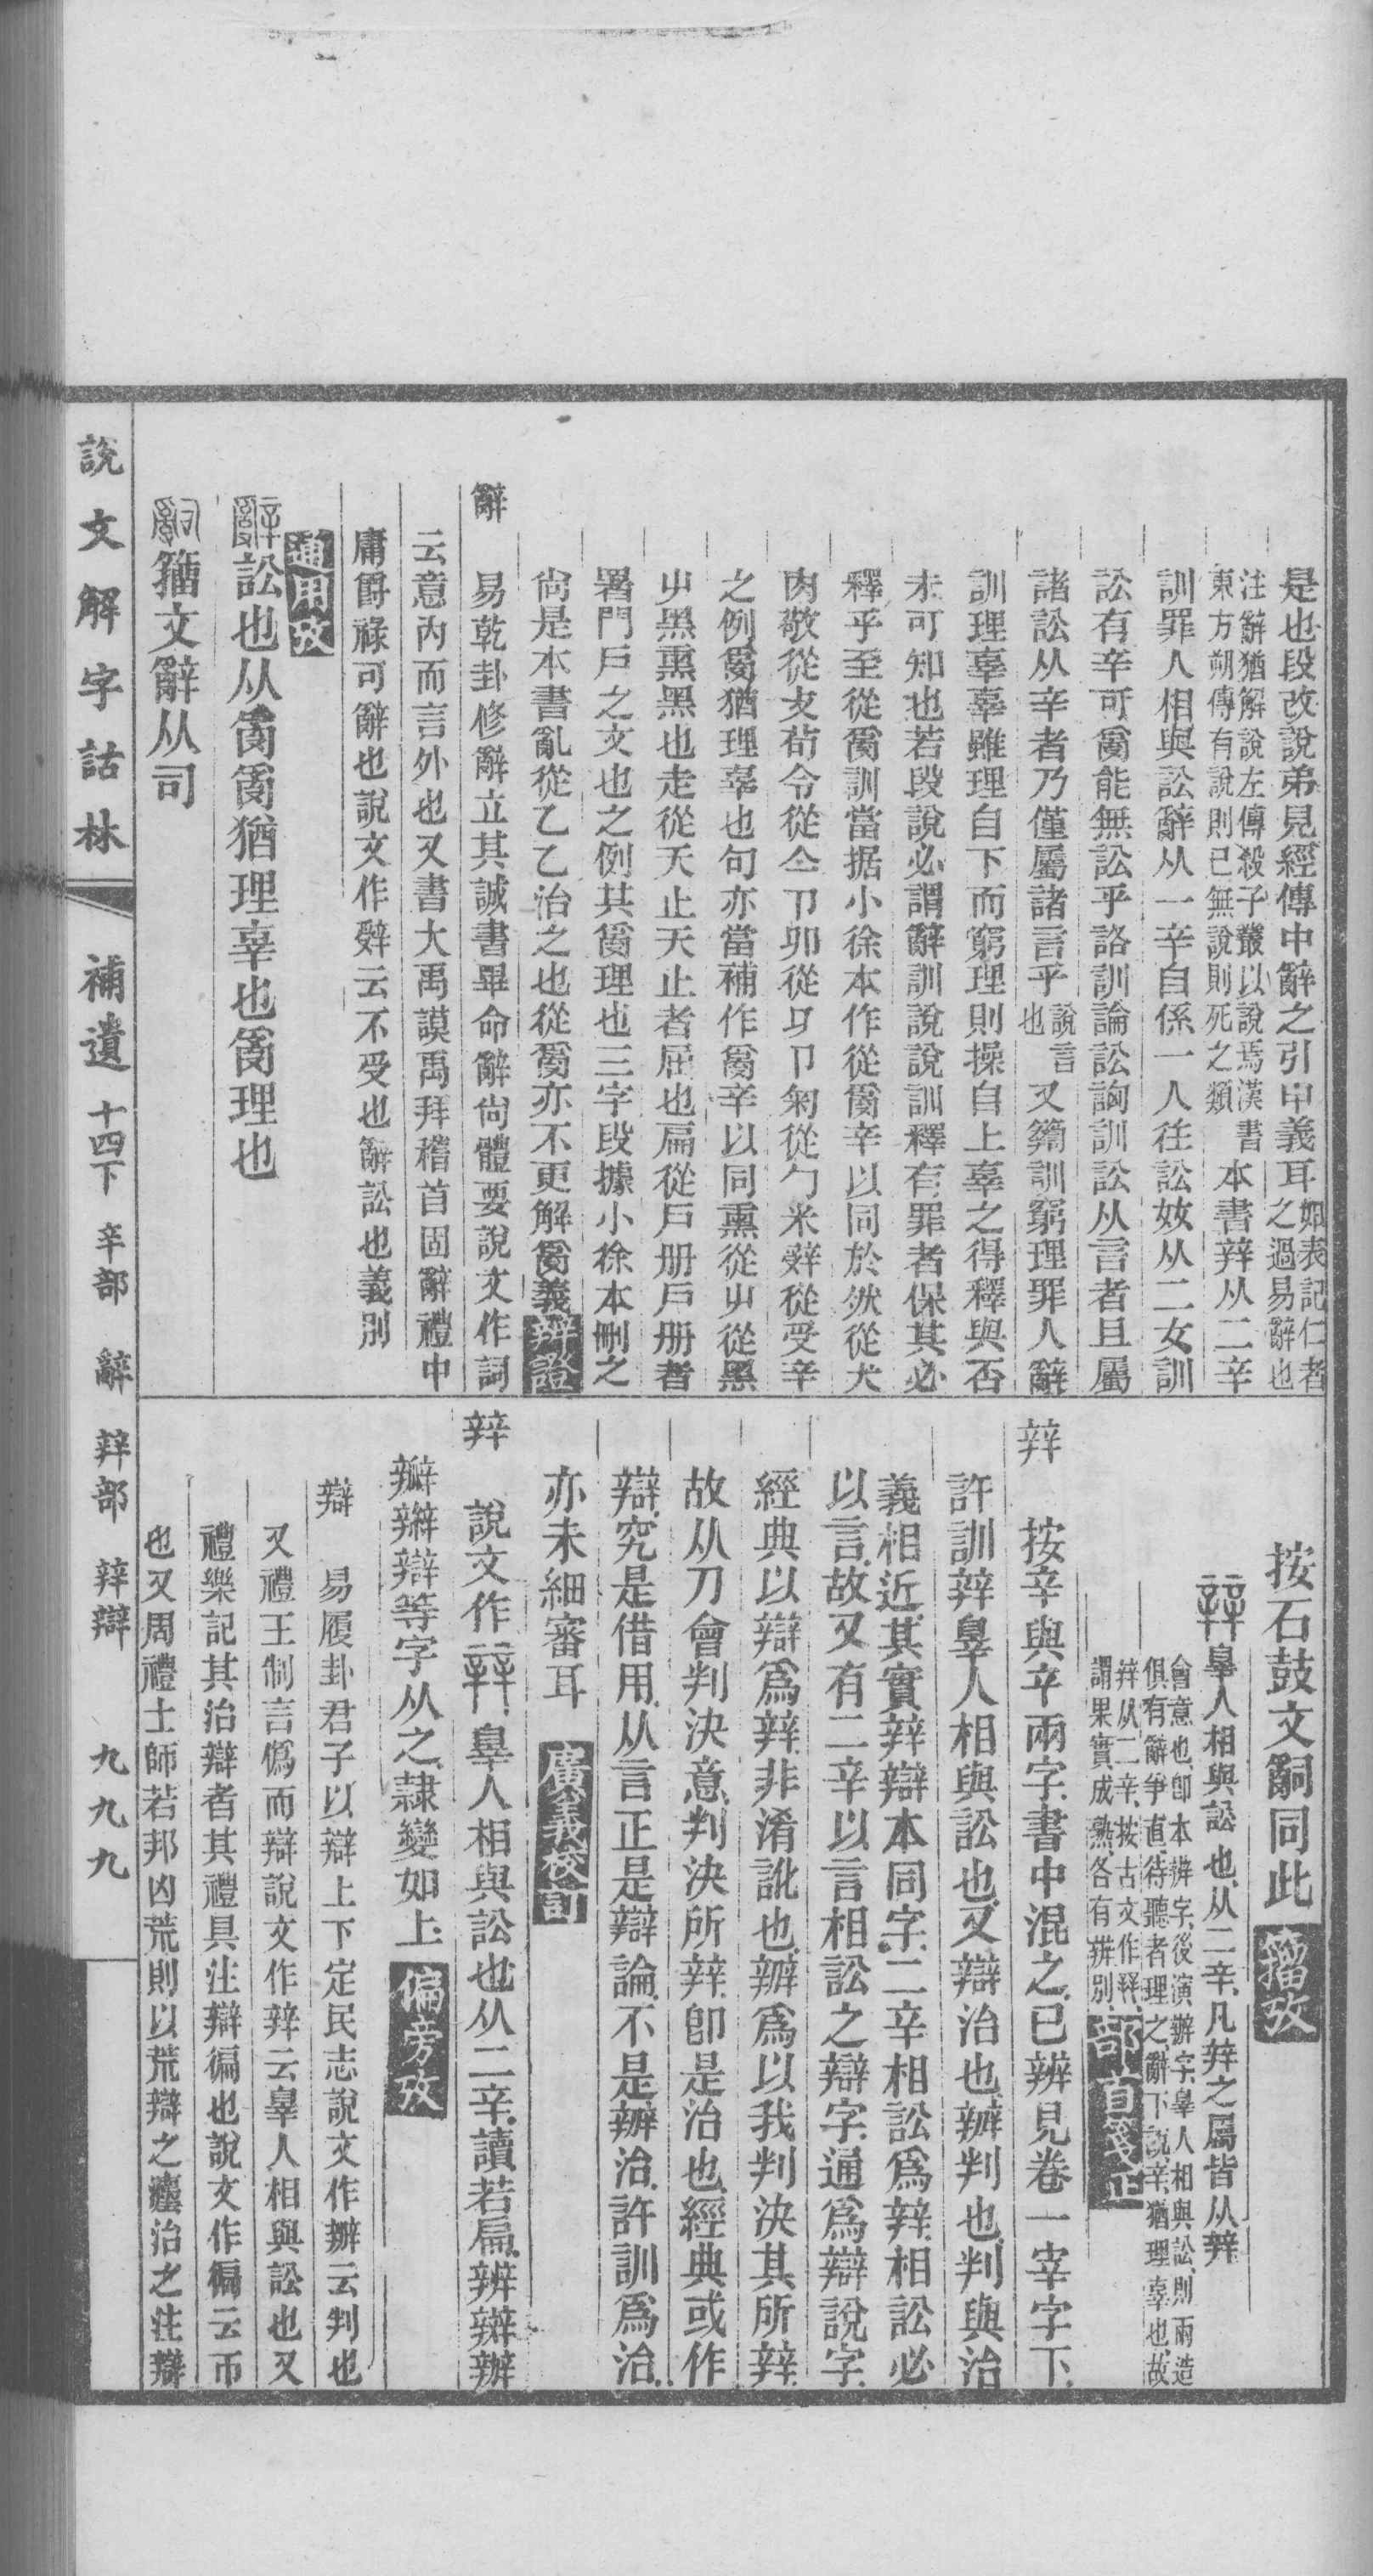 是也段改說弟見經傳中辭之引申義耳如表記仁者之過易辭也
注辭猶解說左傳殺子叢以說焉漢書東方朔傳有說則已無說則死之類本書辡从二辛
訓罪人相與訟辭从一辛自係一人往訟奻从二女訓
訟有辛可𤔔能無訟乎詻訓論訟訩訓訟从言者且屬
諸訟从辛者乃僅屬諸言乎說言也又𥷚訓窮理罪人辭
訓理辜辜雖理自下而窮理則操自上辜之得釋與否
未可知也若段說必謂辭訓說說訓釋有罪者保其必
釋乎至從𤔔訓當据小徐本作從𤔔辛以同於狀從犬
肉敬從攴茍令從亼卪卯從𠨎卪匊從勹米辤從受辛
之例𤔔猶理辜也句亦當補作𤔔辛以同熏從屮從黑
屮黑熏黑也走從夭止夭止者屈也扁從戶册戶册者
署門戶之文也之例其𤔔理也三字段據小徐本刪之
尚是本書亂從乙乙治之也從𤔔亦不更解𤔔義辨證
辭 易乾卦修辭立其誠書畢命辭尚體要說文作詞
云意內而言外也又書大禹謨禹拜稽首固辭禮中
庸爵祿可辭也說文作辤云不受也辭訟也義別
通用攷
辭訟也从𤔔𤔔猶理辜也𤔔理也
𤔲籀文辭从司
按石鼓文𤔲同此籀攷
辡辠人相與訟也从二辛凡辡之屬皆从辡
會意也卽本辨字後演辦字辠人相與訟則兩造俱有辭爭直待聽者理之辭下說辛猶理辜也故
辡从二辛按古文作釆謂果實成熟各有辨別部首箋正
辡 按辛與䇂兩字書中混之已辨見卷一宰字下
許訓辡辠人相與訟也又辯治也辨判也判與治
義相近其實辡辯本同字二辛相訟爲辡相訟必
以言故又有二辛以言相訟之辯字通爲辯說字
經典以辯爲辡非淆訛也辨爲以我判決其所辡
故从刀會判決意判決所辡卽是治也經典或作
辯究是借用从言正是辯論不是辨治許訓爲治
亦未細審耳 廣義校訂
辡 說文作辡辠人相與訟也从二辛讀若扁辨辦辧
瓣辮辯等字从之隸變如上偏旁攷
辯 易履卦君子以辯上下定民志說文作辧云判也
又禮王制言僞而辯說文作辡云辠人相與訟也又
禮樂記其治辯者其禮具注辯徧也說文作徧云帀
也又周禮士師若邦凶荒則以荒辯之灋治之注辯
說文解字詁林 補遺 十四下 辛部 辭 辡部 辡辯 九九九